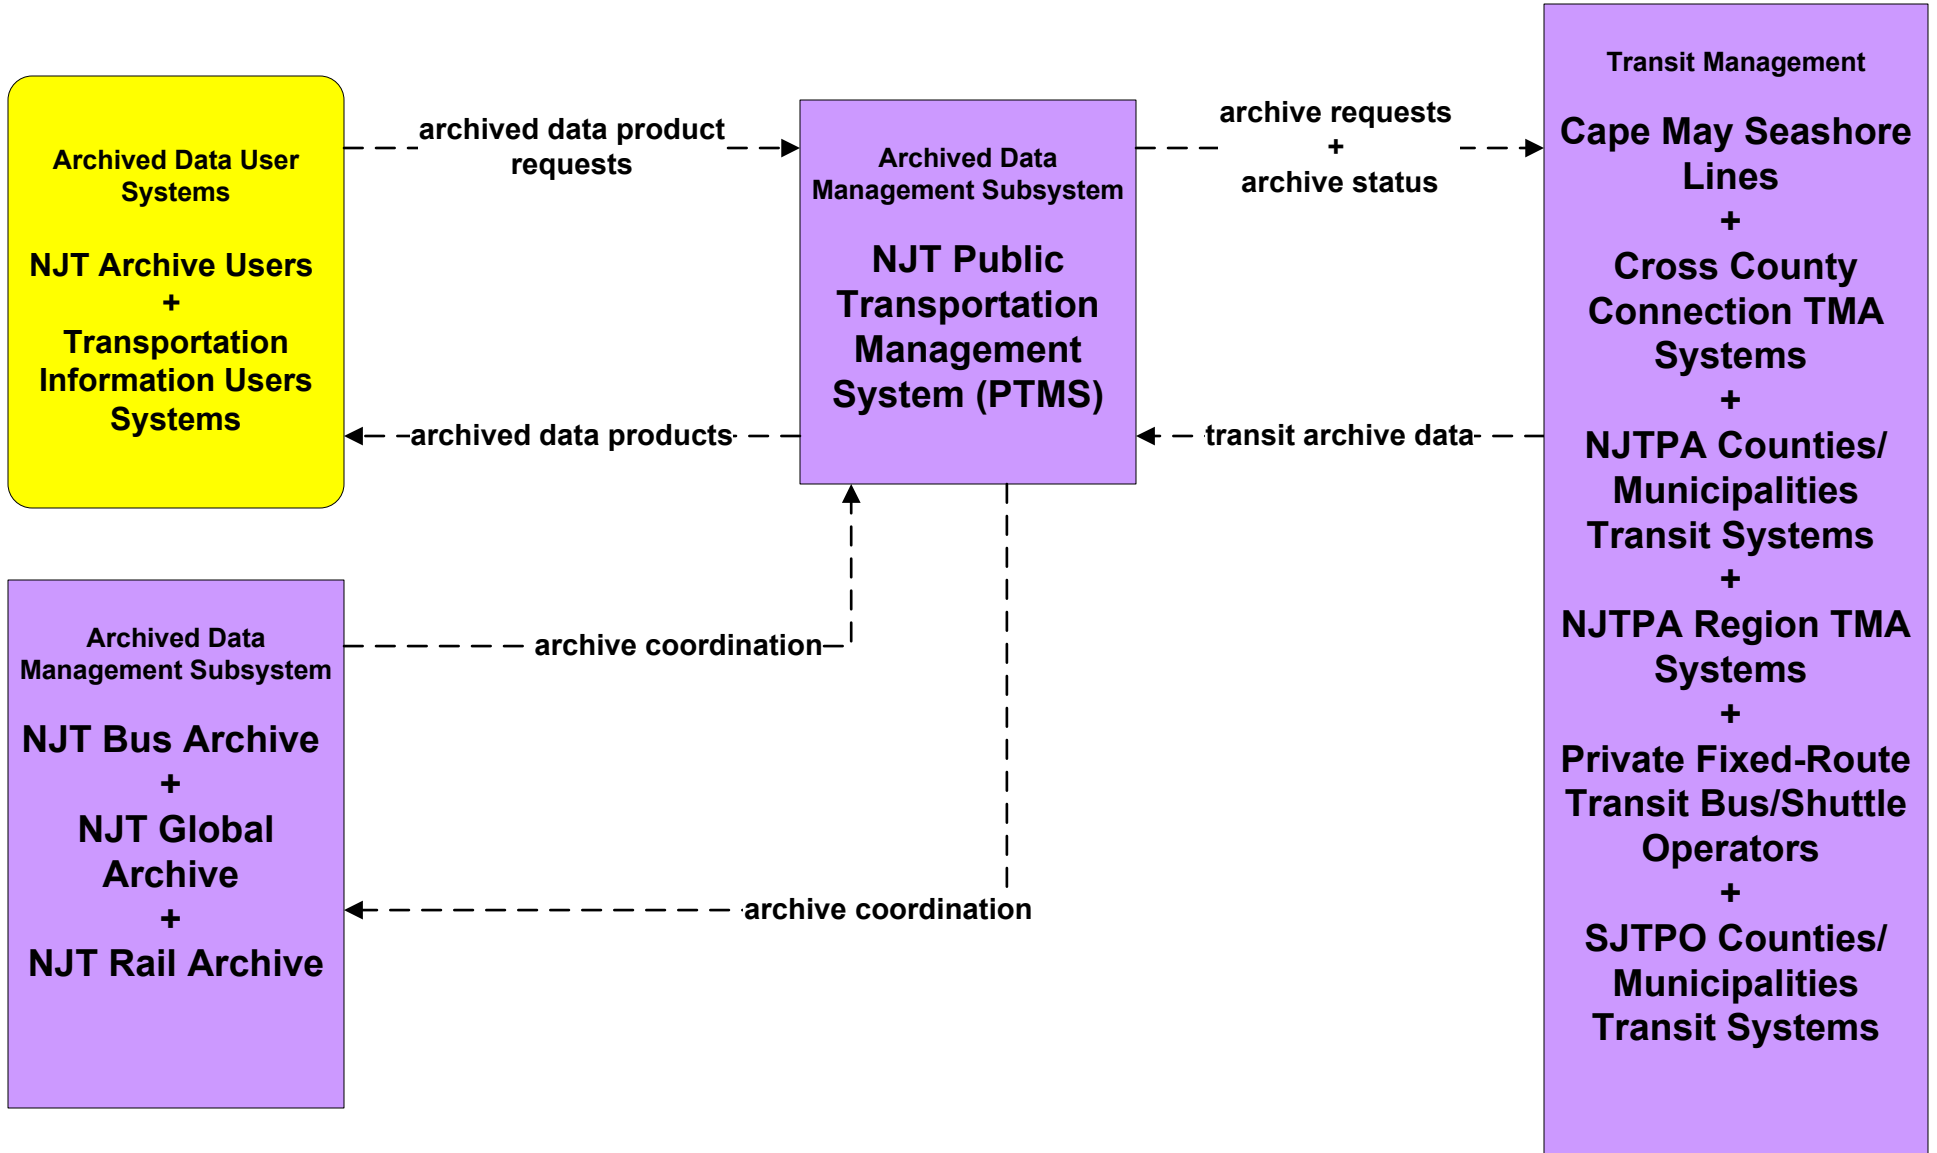 Archived Data User
Systems
NJT Archive Users
+
Transportation
Information Users
Systems
archived data product
requests
archived data products
Archived Data
Management Subsystem
NJT Public
Transportation
Management
System (PTMS)
archive requests
+
archive status
transit archive data
Transit Management
Cape May Seashore
Lines
+
Cross County
Connection TMA
Systems
+
NJTPA Counties/
Municipalities
Transit Systems
+
NJTPA Region TMA
Systems
+
Private Fixed-Route
Transit Bus/Shuttle
Operators
+
SJTPO Counties/
Municipalities
Transit Systems
Archived Data
Management Subsystem
NJT Bus Archive
+
NJT Global
Archive
+
NJT Rail Archive
archive coordination
archive coordination